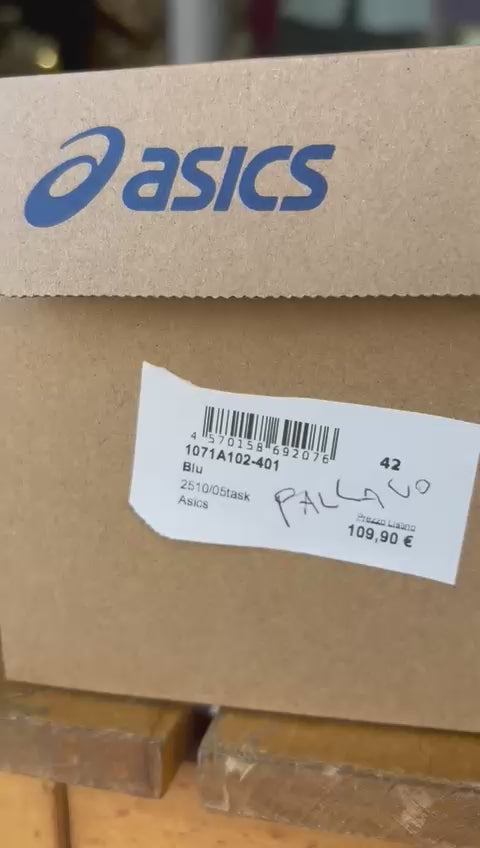 asics
4 570158 692076
1071A102-401
42
Blu
2510/05task
Asics
PALLAVO
Prezzo Listino
109,90 €